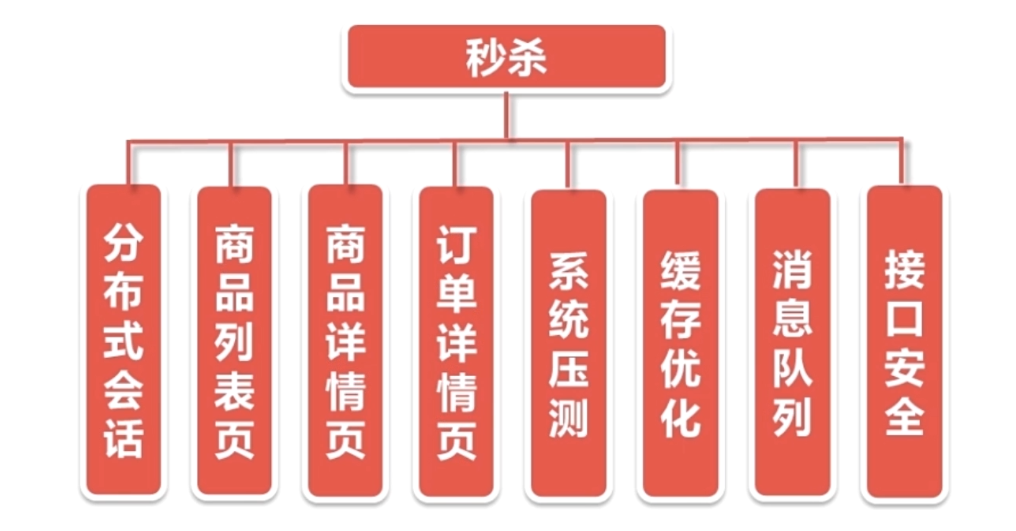 秒杀
分布式会话
商品列表页
商品详情页
订单详情页
系统压测
缓存优化
消息队列
接口安全